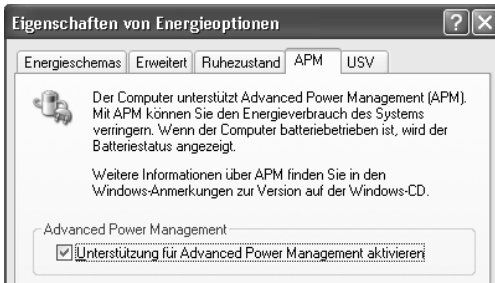 Eigenschaften von Energieoptionen
Energieschemas Erweitert Ruhezustand APM USV
Der Computer unterstützt Advanced Power Management (APM).
Mit APM können Sie den Energieverbrauch des Systems
verringern. Wenn der Computer batteriebetrieben ist, wird der
Batteriestatus angezeigt.
Weitere Informationen über APM finden Sie in den
Windows-Anmerkungen zur Version auf der Windows-CD.
Advanced Power Management
Unterstützung für Advanced Power Management aktivieren